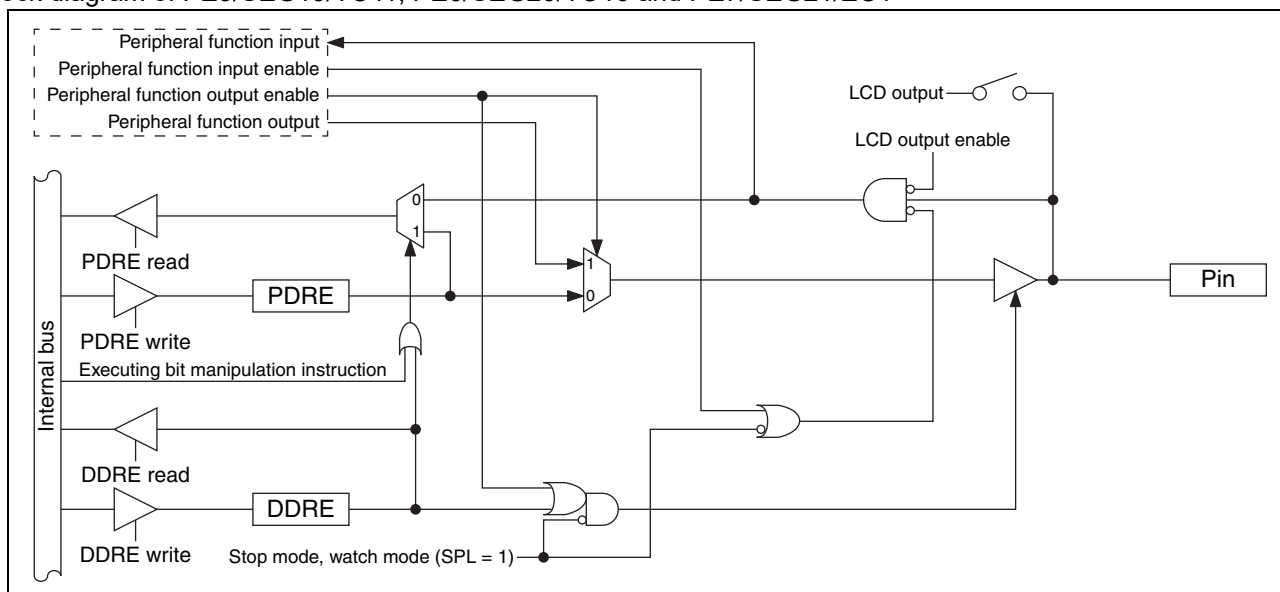 Peripheral function input
Peripheral function input enable
Peripheral function output enable
Peripheral function output
LCD output
LCD output enable
0
1
PDRE read
PDRE
1
0
Pin
PDRE write
Internal bus
Executing bit manipulation instruction
DDRE read
DDRE
DDRE write
Stop mode, watch mode (SPL = 1)